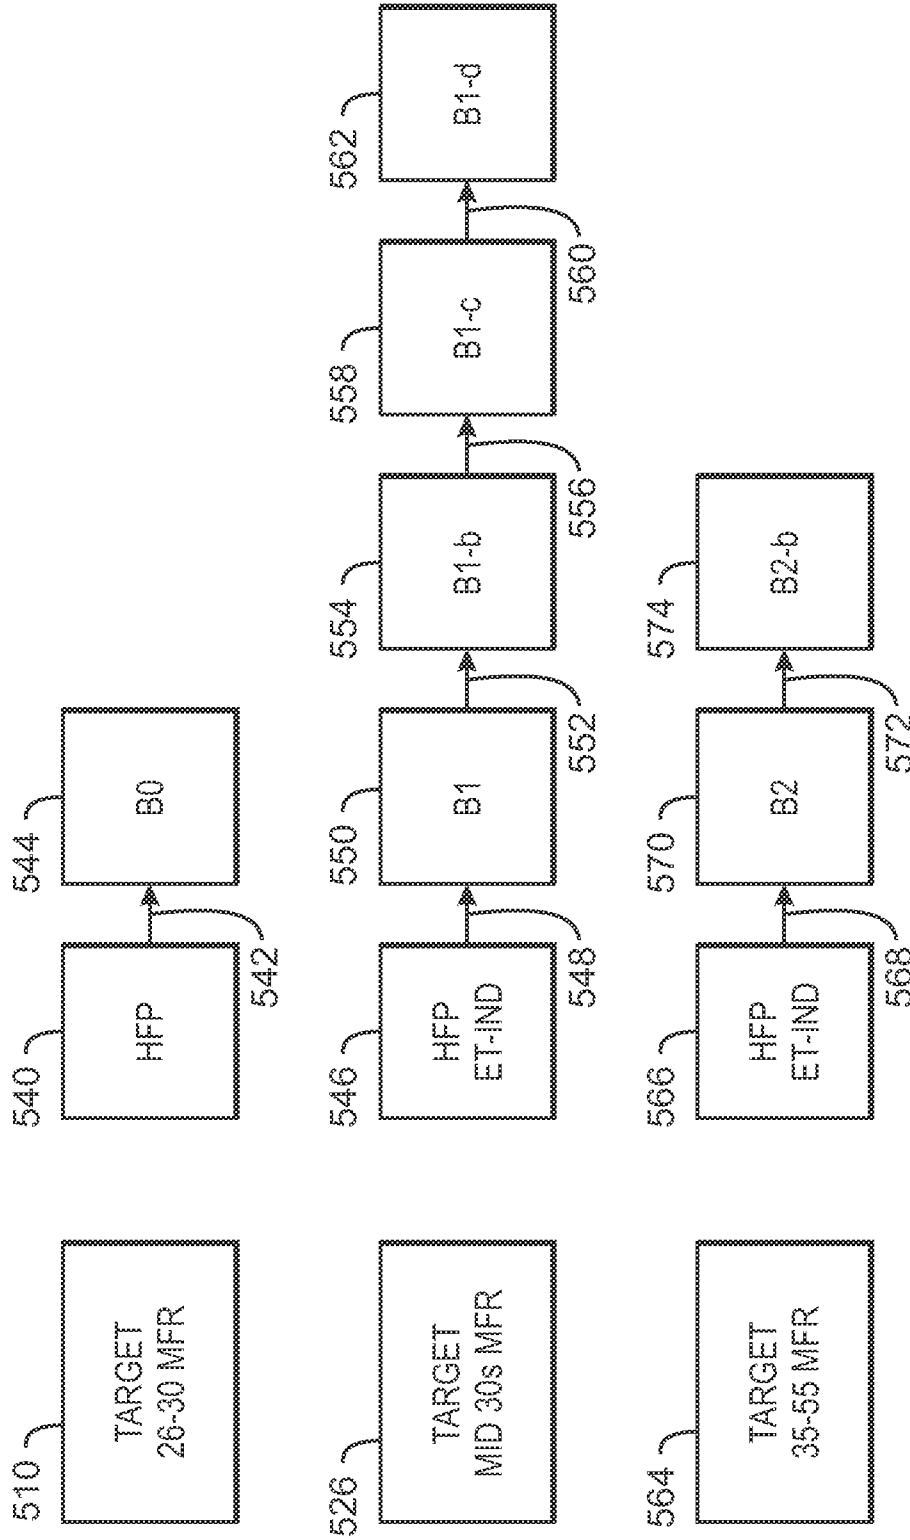 510
TARGET
26-30 MFR
540
HFP
542
544
B0
526
TARGET
MID 30s MFR
546
HFP
ET-IND
548
550
B1
552
554
B1-b
556
558
B1-c
560
562
B1-d
564
TARGET
35-55 MFR
566
HFP
ET-IND
568
570
B2
572
574
B2-b